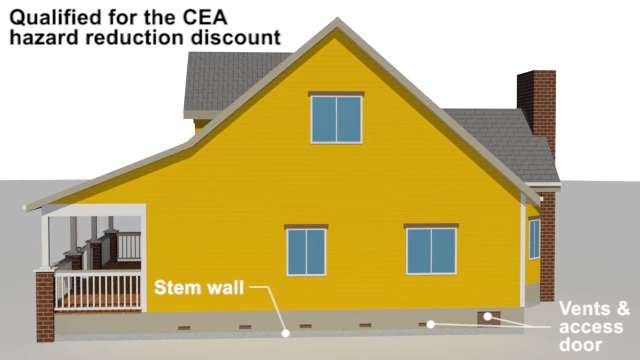 Qualified for the CEA
hazard reduction discount
Stem wall
Vents &
access
door